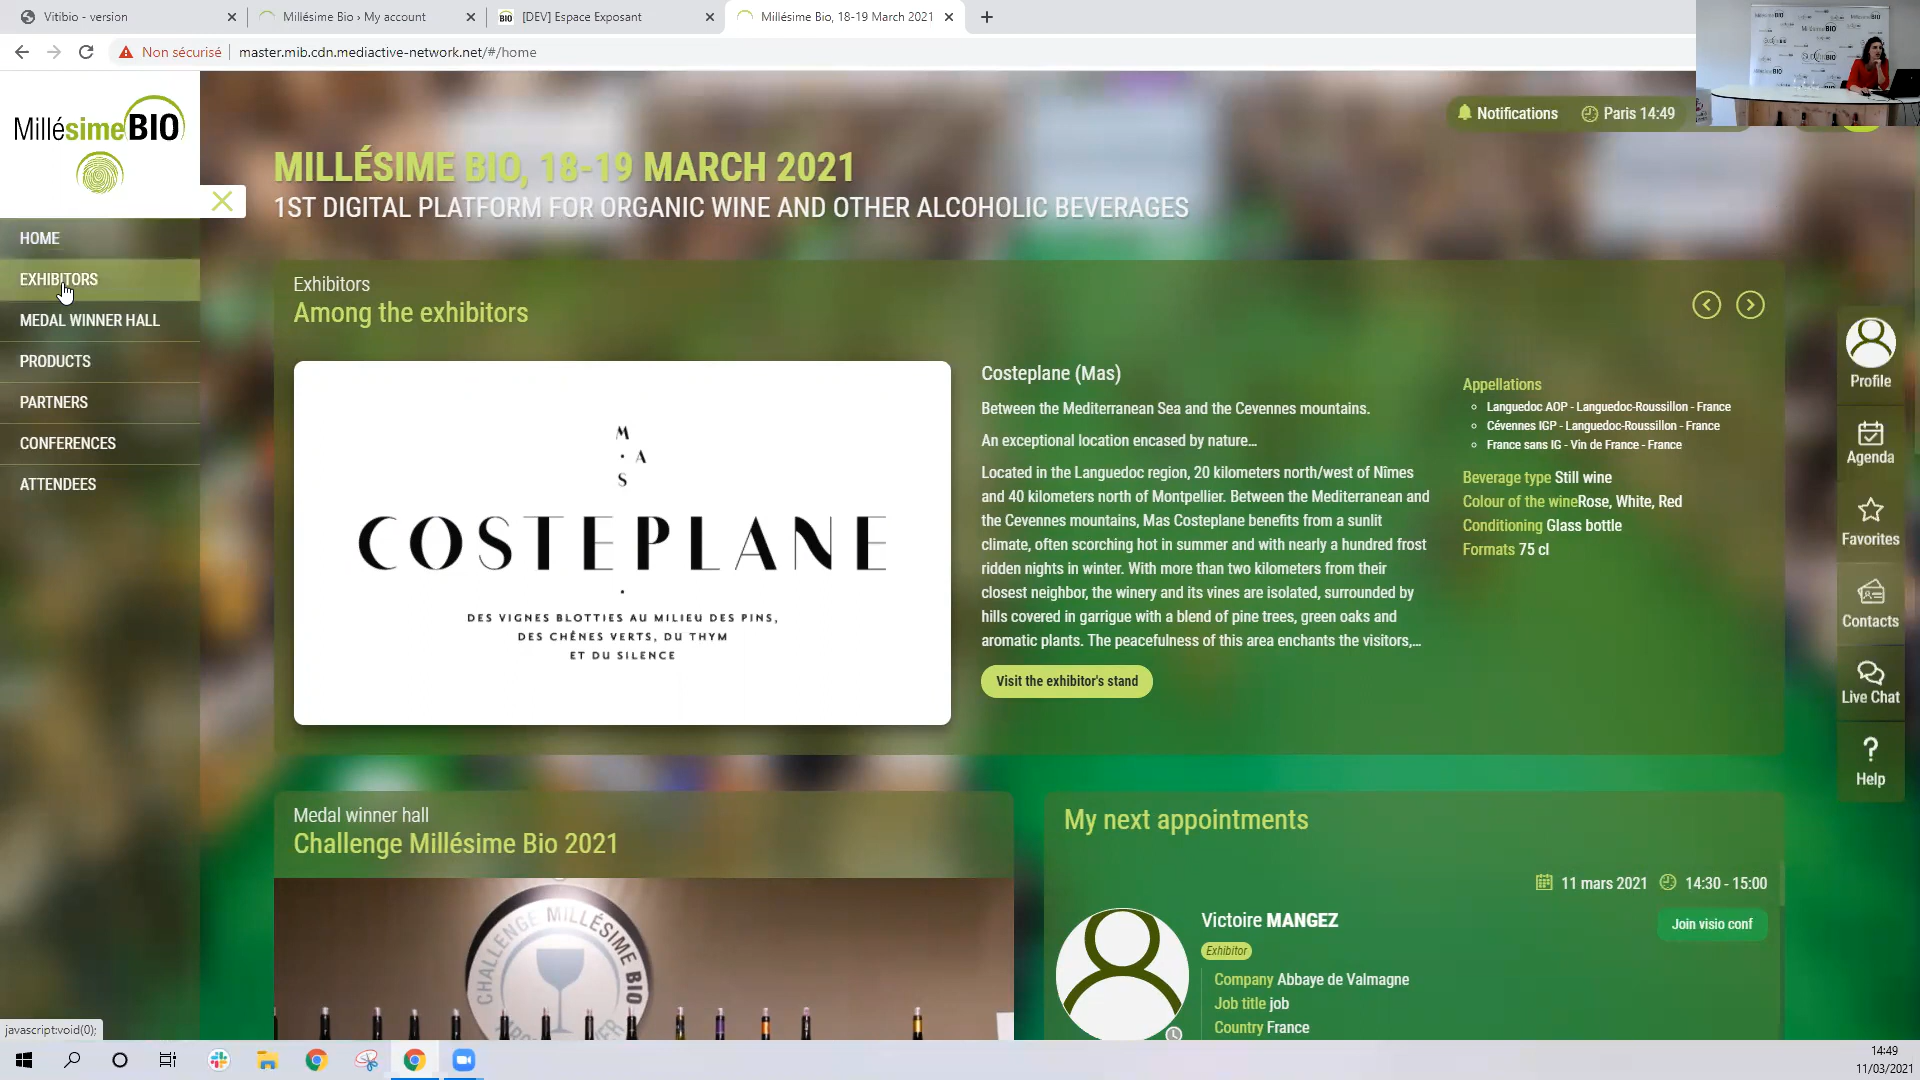 Vitibio - version
Millésime Bio › My account
BIO [DEV] Espace Exposant
Millésime Bio, 18-19 March 2021
Non sécurisé
master.mib.cdn.mediactive-network.net/#/home
MillésimeBIO
HOME
EXHIBITORS
MEDAL WINNER HALL
PRODUCTS
PARTNERS
CONFERENCES
ATTENDEES
Notifications
Paris 14:49
MILLÉSIME BIO, 18-19 MARCH 2021
1ST DIGITAL PLATFORM FOR ORGANIC WINE AND OTHER ALCOHOLIC BEVERAGES
Exhibitors
Among the exhibitors
M
A
S
COSTEPLANE
DES VIGNES BLOTTIES AU MILIEU DES PINS,
DES CHÊNES VERTS, DU THYM
ET DU SILENCE
Costeplane (Mas)
Between the Mediterranean Sea and the Cevennes mountains.
An exceptional location encased by nature...
Located in the Languedoc region, 20 kilometers north/west of Nîmes
and 40 kilometers north of Montpellier. Between the Mediterranean and
the Cevennes mountains, Mas Costeplane benefits from a sunlit
climate, often scorching hot in summer and with nearly a hundred frost
ridden nights in winter. With more than two kilometers from their
closest neighbor, the winery and its vines are isolated, surrounded by
hills covered in garrigue with a blend of pine trees, green oaks and
aromatic plants. The peacefulness of this area enchants the visitors,...
Visit the exhibitor's stand
Appellations
Languedoc AOP - Languedoc-Roussillon - France
Cévennes IGP - Languedoc-Roussillon - France
France sans IG - Vin de France - France
Beverage type Still wine
Colour of the wineRose, White, Red
Conditioning Glass bottle
Formats 75 cl
Profile
Agenda
Favorites
Contacts
Live Chat
Help
Medal winner hall
Challenge Millésime Bio 2021
CHALLENGE MILLÉSIME BIO
My next appointments
11 mars 2021
14:30 - 15:00
Victoire MANGEZ
Join visio conf
Exhibitor
Company Abbaye de Valmagne
Job title job
Country France
javascript:void(0);
14:49
11/03/2021